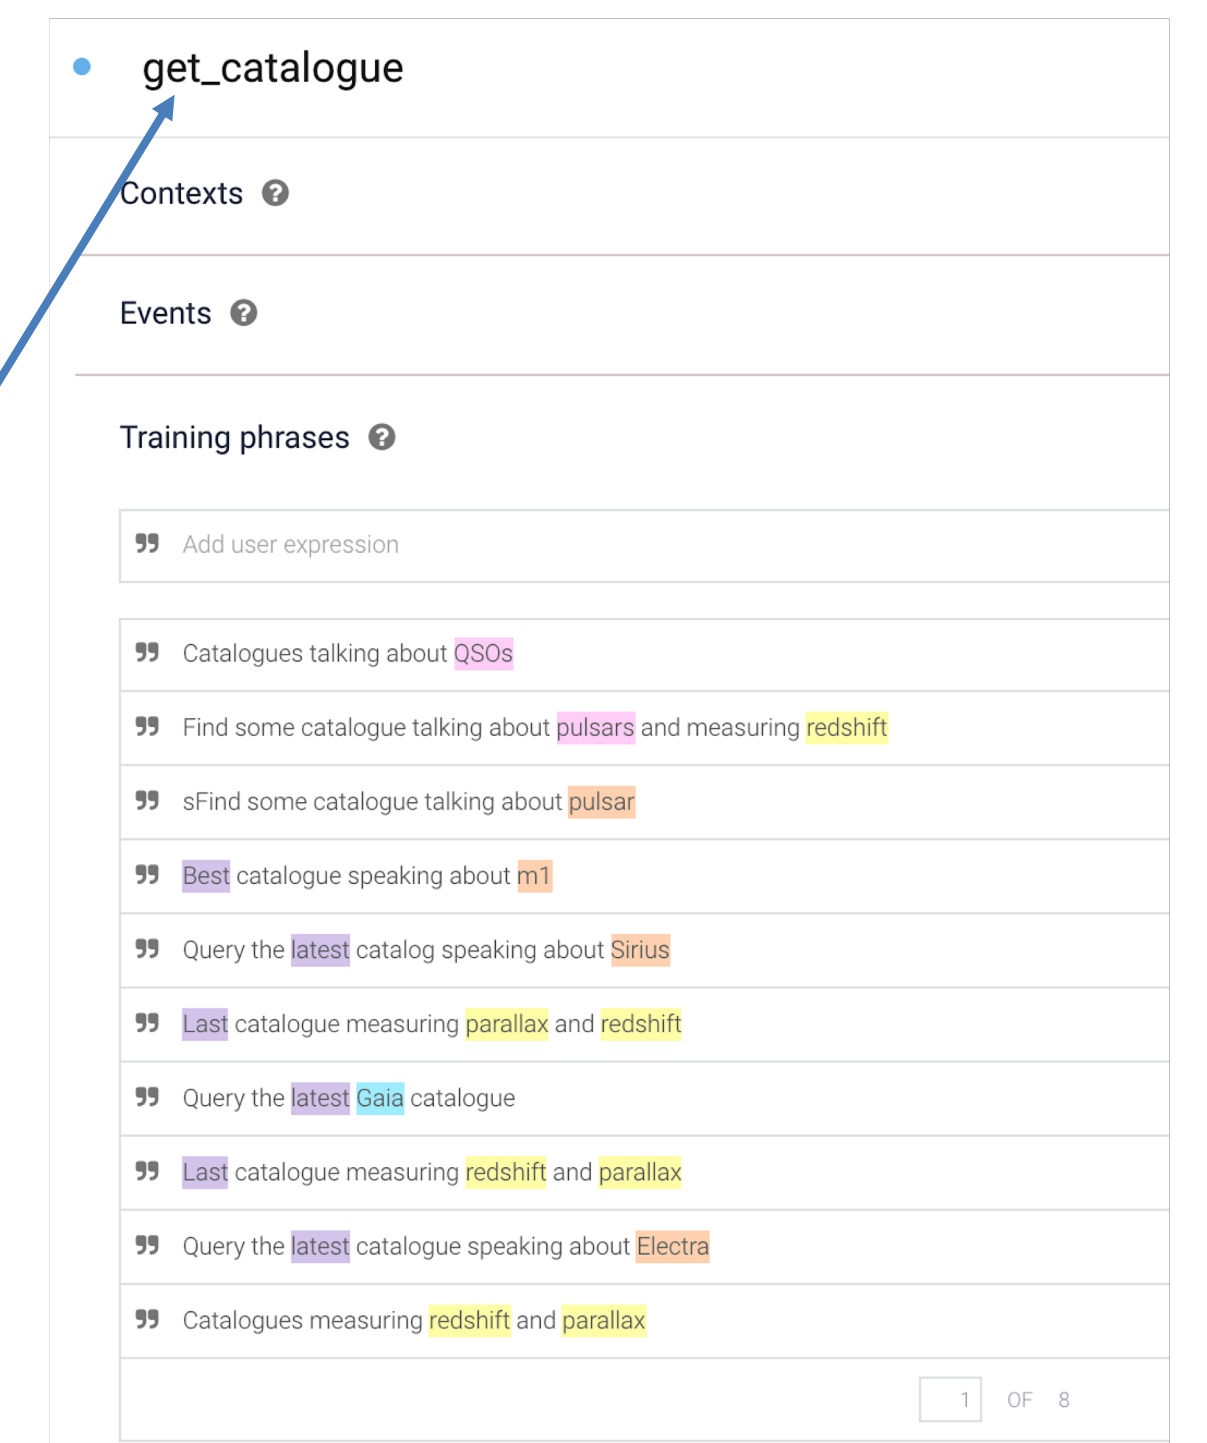 get_catalogue
Contexts ?
Events ?
Training phrases ?
Add user expression
Catalogues talking about QSOs
Find some catalogue talking about pulsars and measuring redshift
sFind some catalogue talking about pulsar
Best catalogue speaking about m1
Query the latest catalog speaking about Sirius
Last catalogue measuring parallax and redshift
Query the latest Gaia catalogue
Last catalogue measuring redshift and parallax
Query the latest catalogue speaking about Electra
Catalogues measuring redshift and parallax
1 OF 8